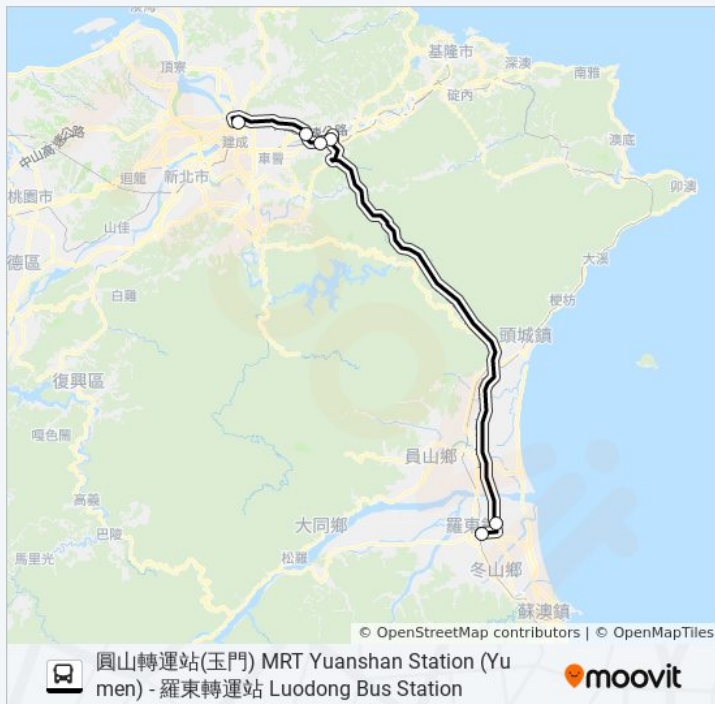 淡海
頂寮
基隆市
深澳
南雅
碇內
建成
中山高速公路
澳底
車罾
迴龍
新北市
桃園市
卯澳
山佳
大溪
德區
白雞
梗枋
頭城鎮
復興區
嘎色鬧
員山鄉
高義
羅東鎮
大同鄉
巴陵
松羅
馬里光
冬山鄉
蘇澳鎮
© OpenStreetMap contributors | © OpenMapTiles
圓山轉運站(玉門) MRT Yuanshan Station (Yu
men) - 羅東轉運站 Luodong Bus Station
moovit